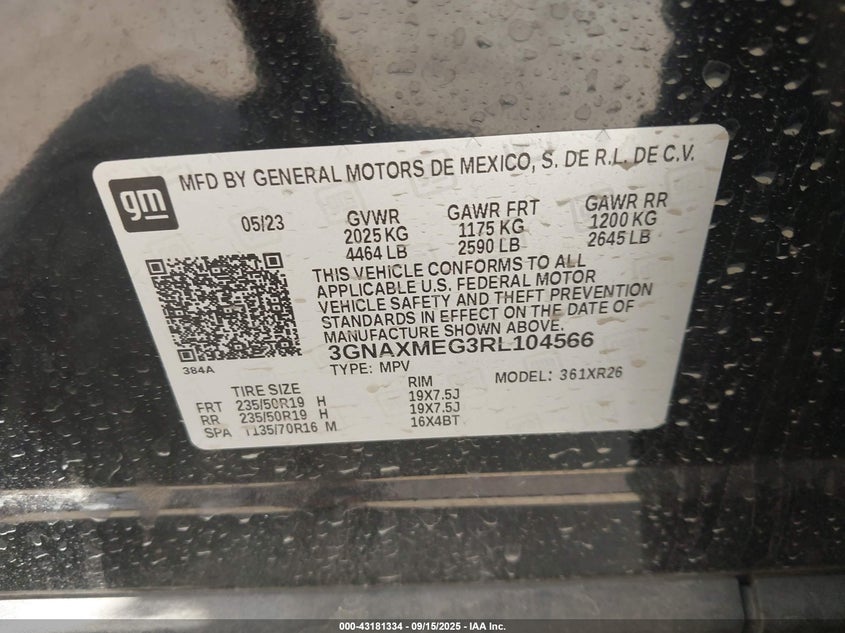 gm
MFD BY GENERAL MOTORS DE MEXICO, S. DE R.L. DE C.V.
05/23 GVWR GAWR FRT GAWR RR
2025 KG 1175 KG 1200 KG
4464 LB 2590 LB 2645 LB
THIS VEHICLE CONFORMS TO ALL
APPLICABLE U.S. FEDERAL MOTOR
VEHICLE SAFETY AND THEFT PREVENTION
STANDARDS IN EFFECT ON THE DATE OF
MANUFACTURE SHOWN ABOVE.
3GNAXMEG3RL104566
384A
TYPE: MPV MODEL: 361XR26
TIRE SIZE RIM
FRT 235/50R19 H 19X7.5J
RR 235/50R19 H 19X7.5J
SPA T135/70R16 M 16X4BT
000-43181334 - 09/15/2025 - IAA Inc.